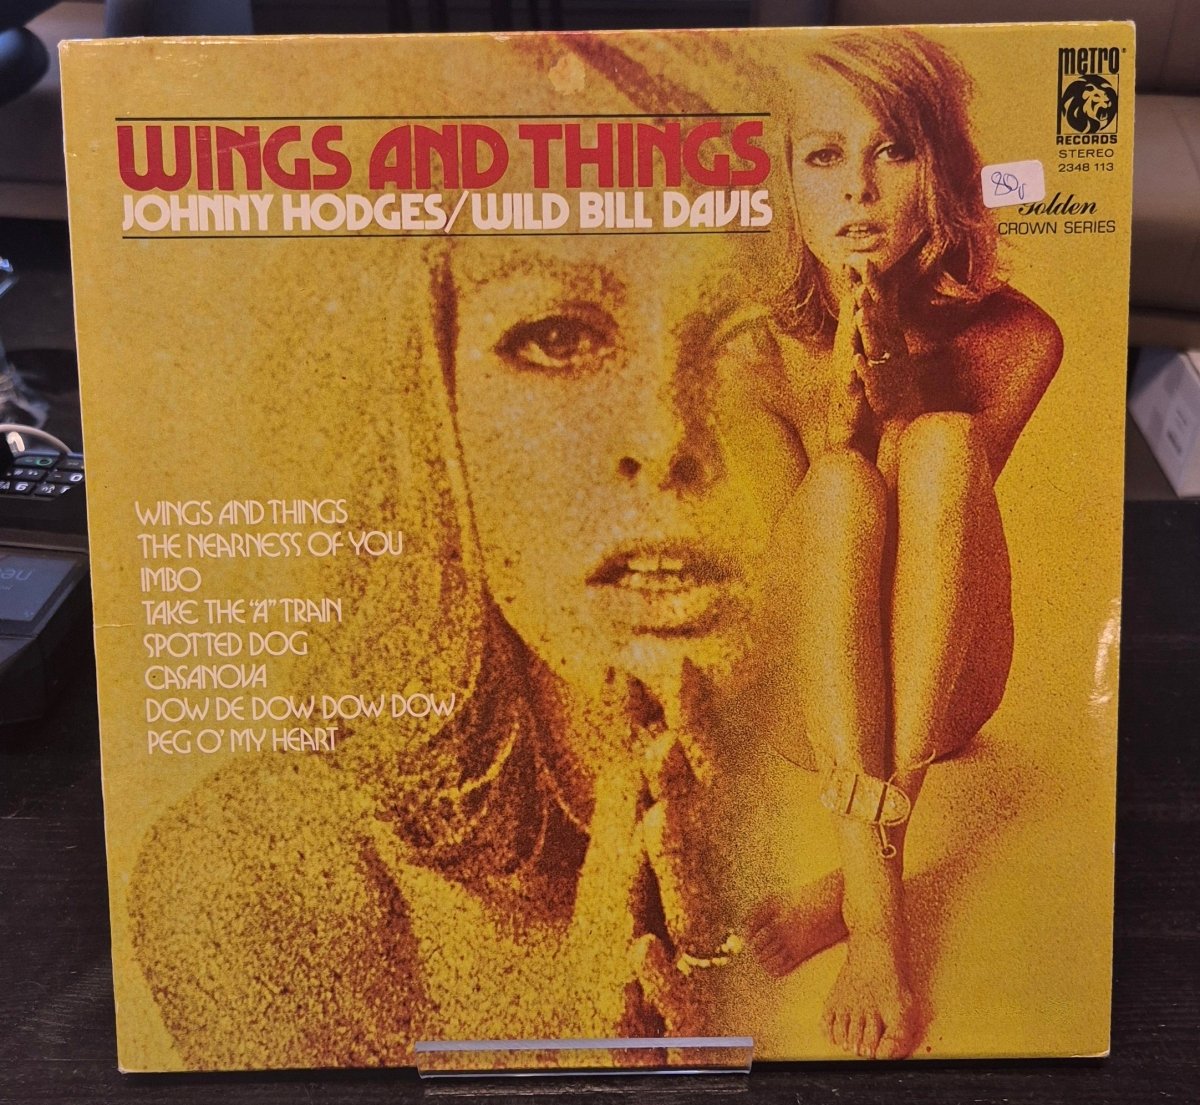 WINGS AND THINGS
JOHNNY HODGES/WILD BILL DAVIS
METRO
RECORDS
STEREO
2348 113
80
Golden
CROWN SERIES
WINGS AND THINGS
THE NEARNESS OF YOU
IMBO
TAKE THE "A" TRAIN
SPOTTED DOG
CASANOVA
DOW DE DOW DOW DOW
PEG O' MY HEART